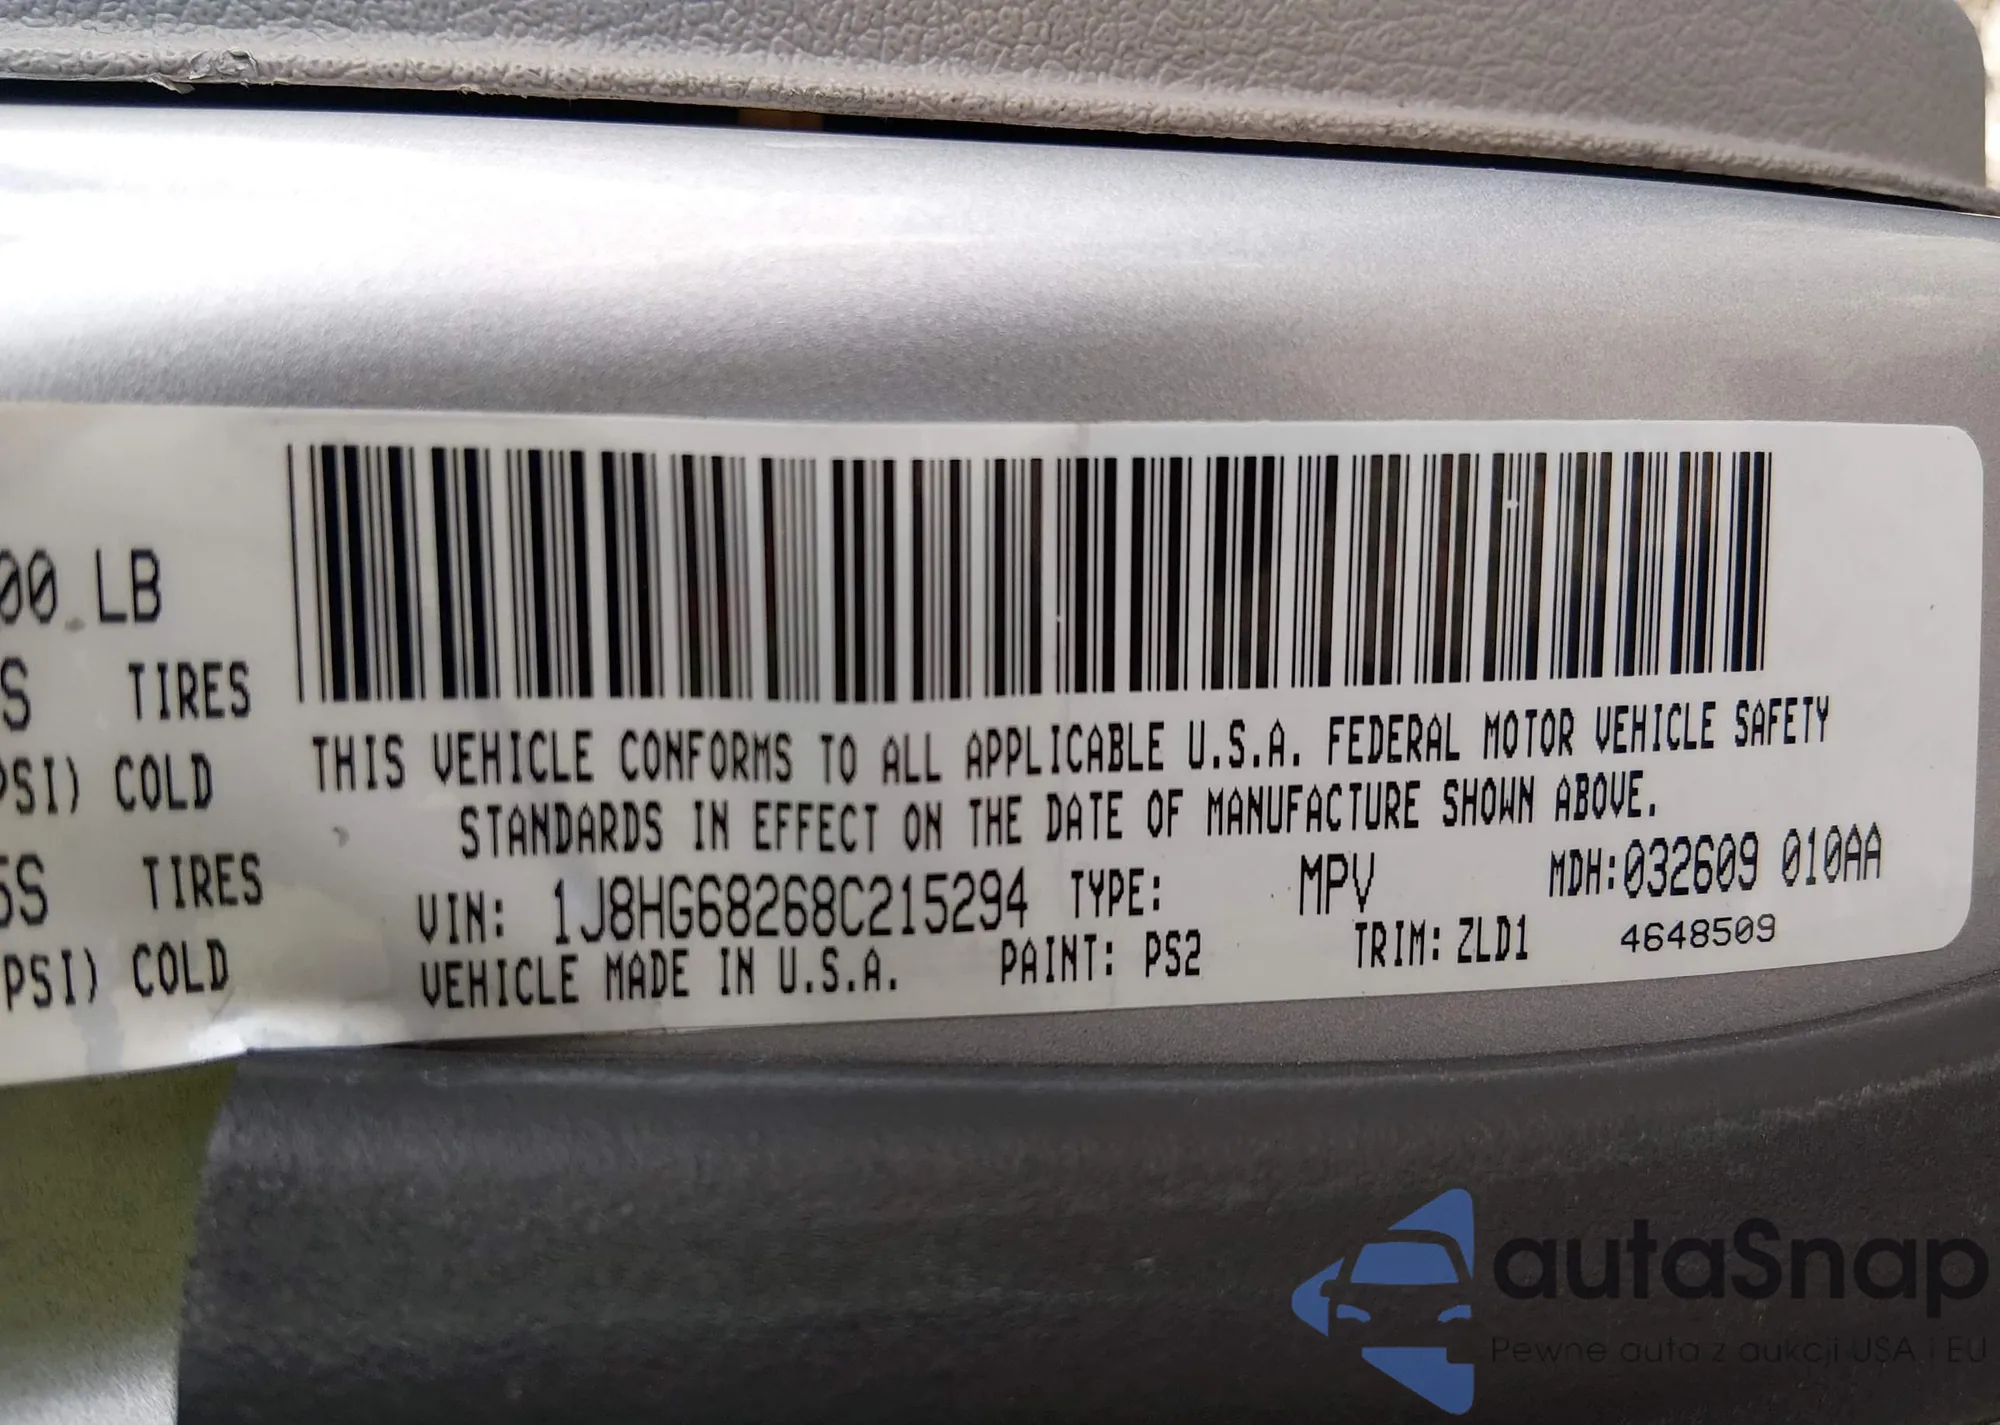 00 LB
S TIRES
PSI) COLD
5S TIRES
PSI) COLD
THIS VEHICLE CONFORMS TO ALL APPLICABLE U.S.A. FEDERAL MOTOR VEHICLE SAFETY
STANDARDS IN EFFECT ON THE DATE OF MANUFACTURE SHOWN ABOVE.
VIN: 1J8HG68268C215294 TYPE: MPV MDH:032609 010AA
VEHICLE MADE IN U.S.A. PAINT: PS2 TRIM: ZLD1 4648509
autaSnap
Pewne auta z aukcji USA i EU